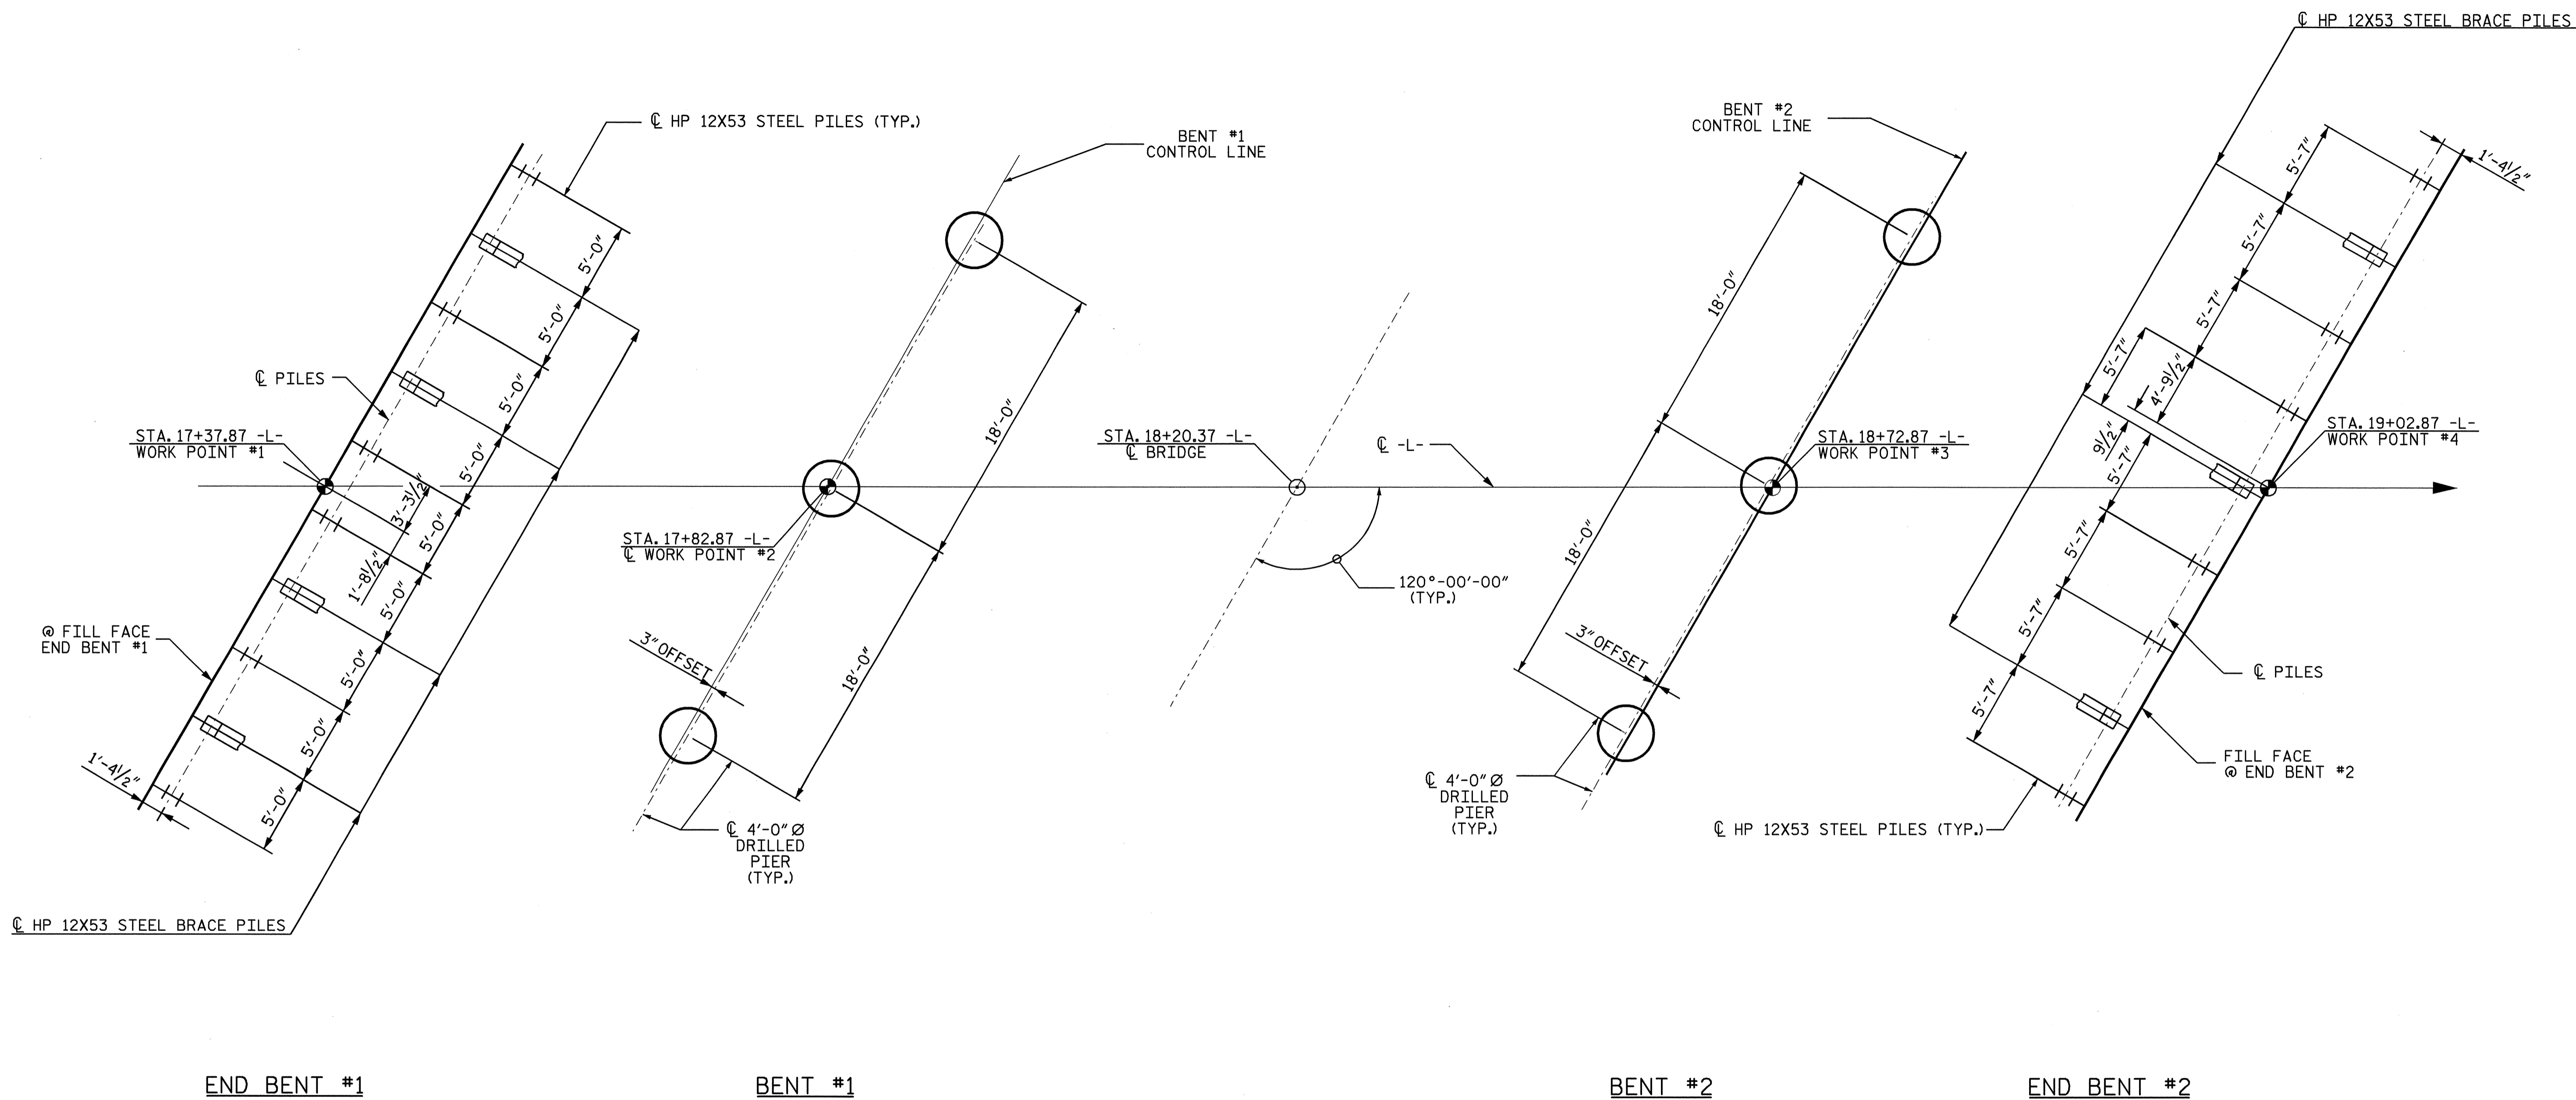 ℄ HP 12X53 STEEL BRACE PILES
℄ HP 12X53 STEEL PILES (TYP.)
BENT #1
CONTROL LINE
BENT #2
CONTROL LINE
1'-4½"
5'-0"
5'-0"
5'-0"
5'-0"
5'-0"
5'-0"
5'-0"
5'-0"
5'-0"
3'-3½"
1'-8½"
℄ PILES
STA. 17+37.87 -L-
WORK POINT #1
@ FILL FACE
END BENT #1
1'-4½"
℄ HP 12X53 STEEL BRACE PILES
18'-0"
18'-0"
STA. 17+82.87 -L-
℄ WORK POINT #2
3" OFFSET
℄ 4'-0" Ø
DRILLED
PIER
(TYP.)
STA. 18+20.37 -L-
℄ BRIDGE
℄ -L-
120°-00'-00"
(TYP.)
18'-0"
18'-0"
STA. 18+72.87 -L-
WORK POINT #3
3" OFFSET
℄ 4'-0" Ø
DRILLED
PIER
(TYP.)
5'-7"
5'-7"
5'-7"
5'-7"
4'-9½"
9½"
5'-7"
5'-7"
5'-7"
5'-7"
STA. 19+02.87 -L-
WORK POINT #4
℄ PILES
FILL FACE
@ END BENT #2
℄ HP 12X53 STEEL PILES (TYP.)
END BENT #1
BENT #1
BENT #2
END BENT #2